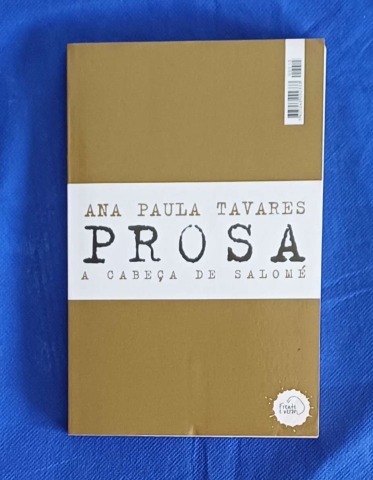 ANA PAULA TAVARES
PROSA
A CABEÇA DE SALOMÉ